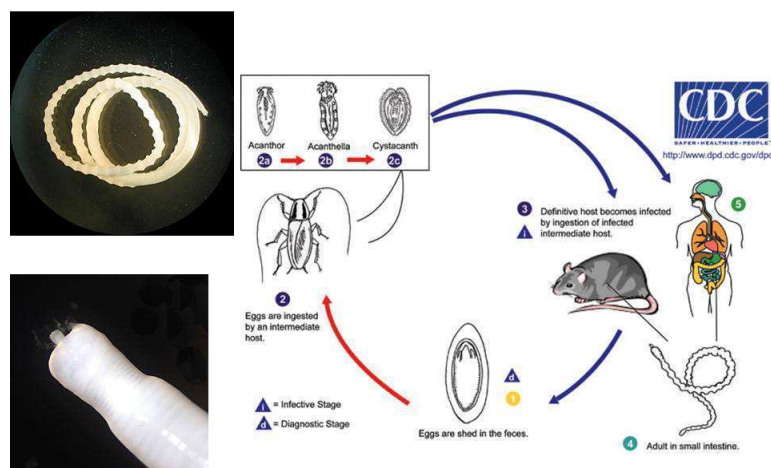 Acanthor
Acanthella
Cystacanth
2a
2b
2c
CDC
SAFER·HEALTHIER·PEOPLE™
http://www.dpd.cdc.gov/dpd
3
Definitive host becomes infected
by ingestion of infected
intermediate host.
i
5
2
Eggs are ingested
by an intermediate
host.
d
1
i = Infective Stage
d = Diagnostic Stage
Eggs are shed in the feces.
4 Adult in small intestine.